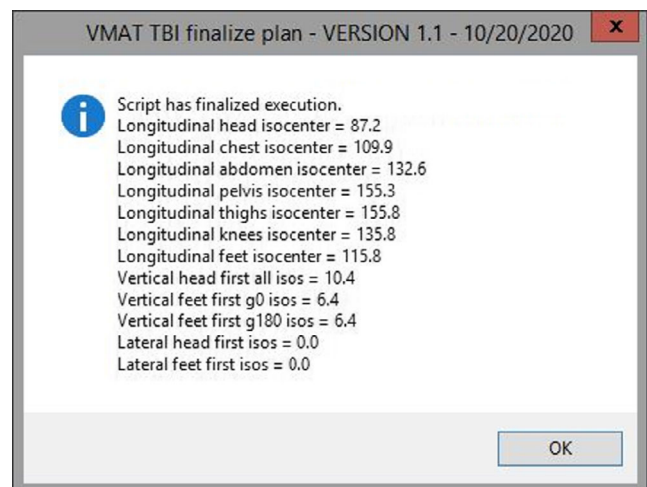 VMAT TBI finalize plan - VERSION 1.1 - 10/20/2020
x
Script has finalized execution.
Longitudinal head isocenter = 87.2
Longitudinal chest isocenter = 109.9
Longitudinal abdomen isocenter = 132.6
Longitudinal pelvis isocenter = 155.3
Longitudinal thighs isocenter = 155.8
Longitudinal knees isocenter = 135.8
Longitudinal feet isocenter = 115.8
Vertical head first all isos = 10.4
Vertical feet first g0 isos = 6.4
Vertical feet first g180 isos = 6.4
Lateral head first isos = 0.0
Lateral feet first isos = 0.0
OK